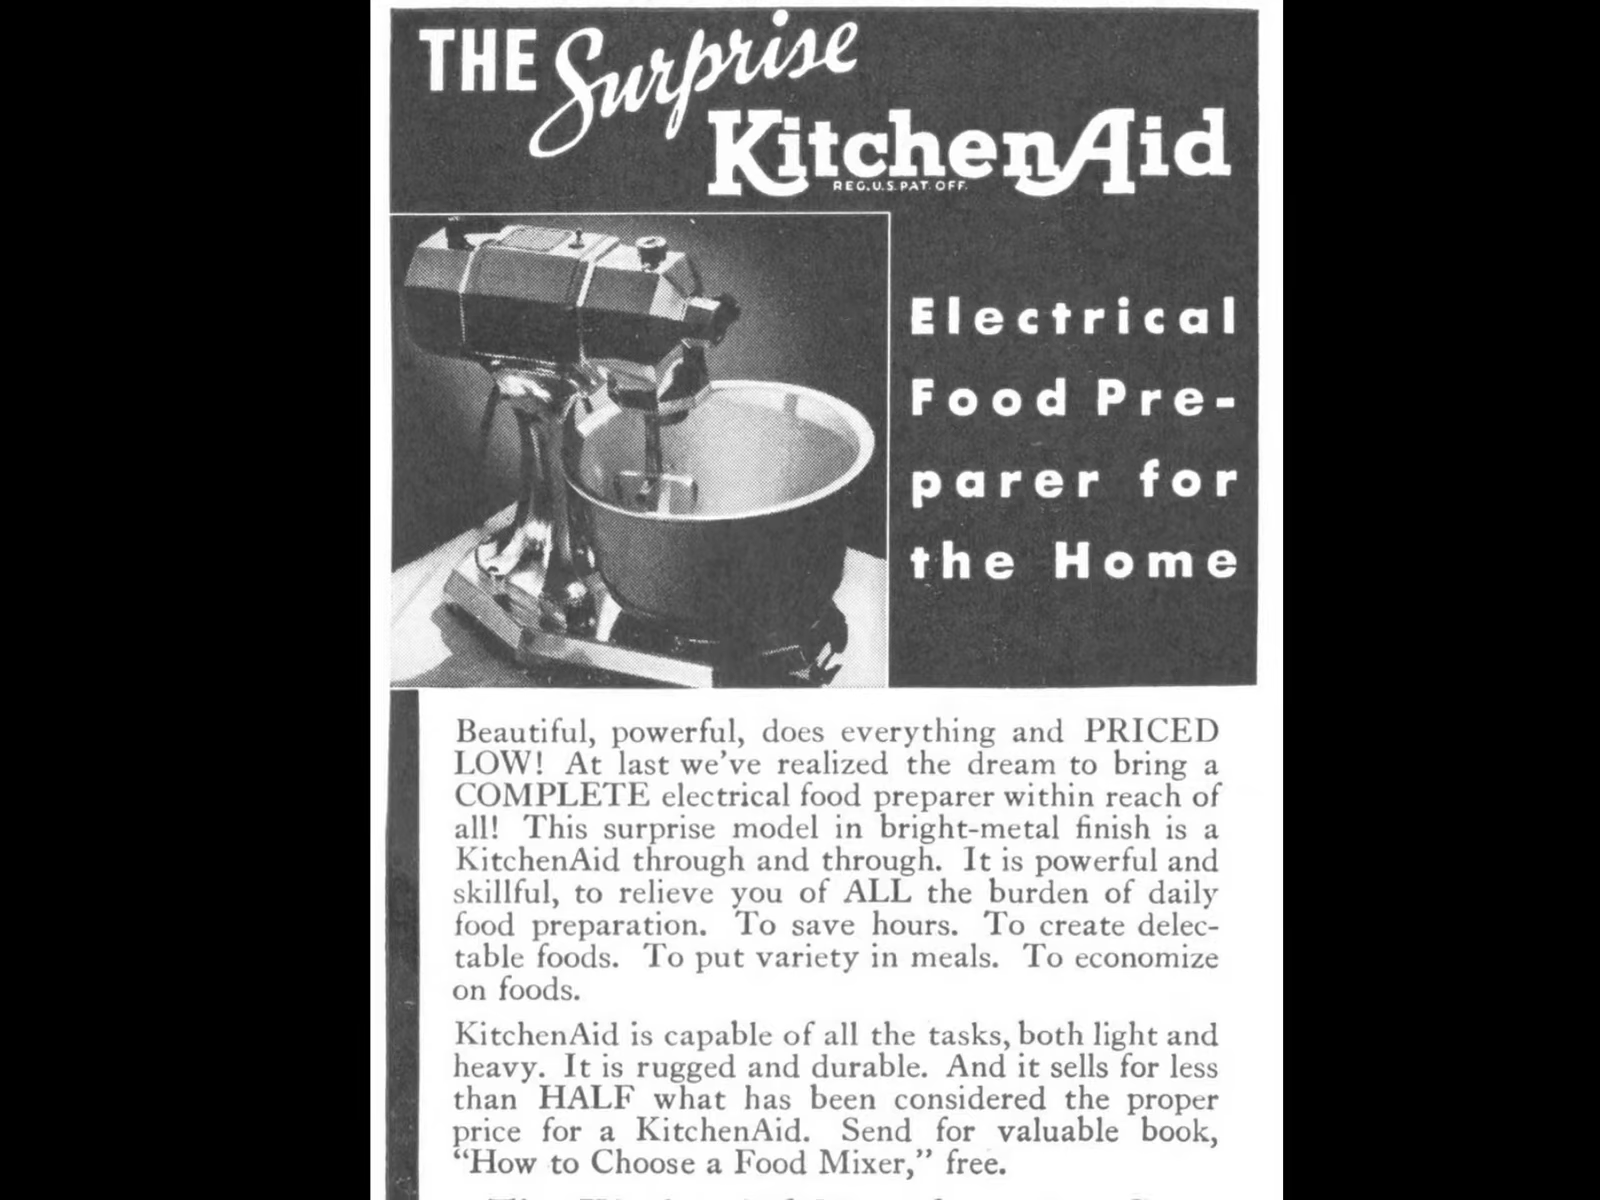 THE Surprise
KitchenAid
REG. U.S. PAT. OFF.
Electrical
Food Pre-
parer for
the Home
Beautiful, powerful, does everything and PRICED
LOW! At last we've realized the dream to bring a
COMPLETE electrical food preparer within reach of
all! This surprise model in bright-metal finish is a
KitchenAid through and through. It is powerful and
skillful, to relieve you of ALL the burden of daily
food preparation. To save hours. To create delec-
table foods. To put variety in meals. To economize
on foods.
KitchenAid is capable of all the tasks, both light and
heavy. It is rugged and durable. And it sells for less
than HALF what has been considered the proper
price for a KitchenAid. Send for valuable book,
"How to Choose a Food Mixer," free.